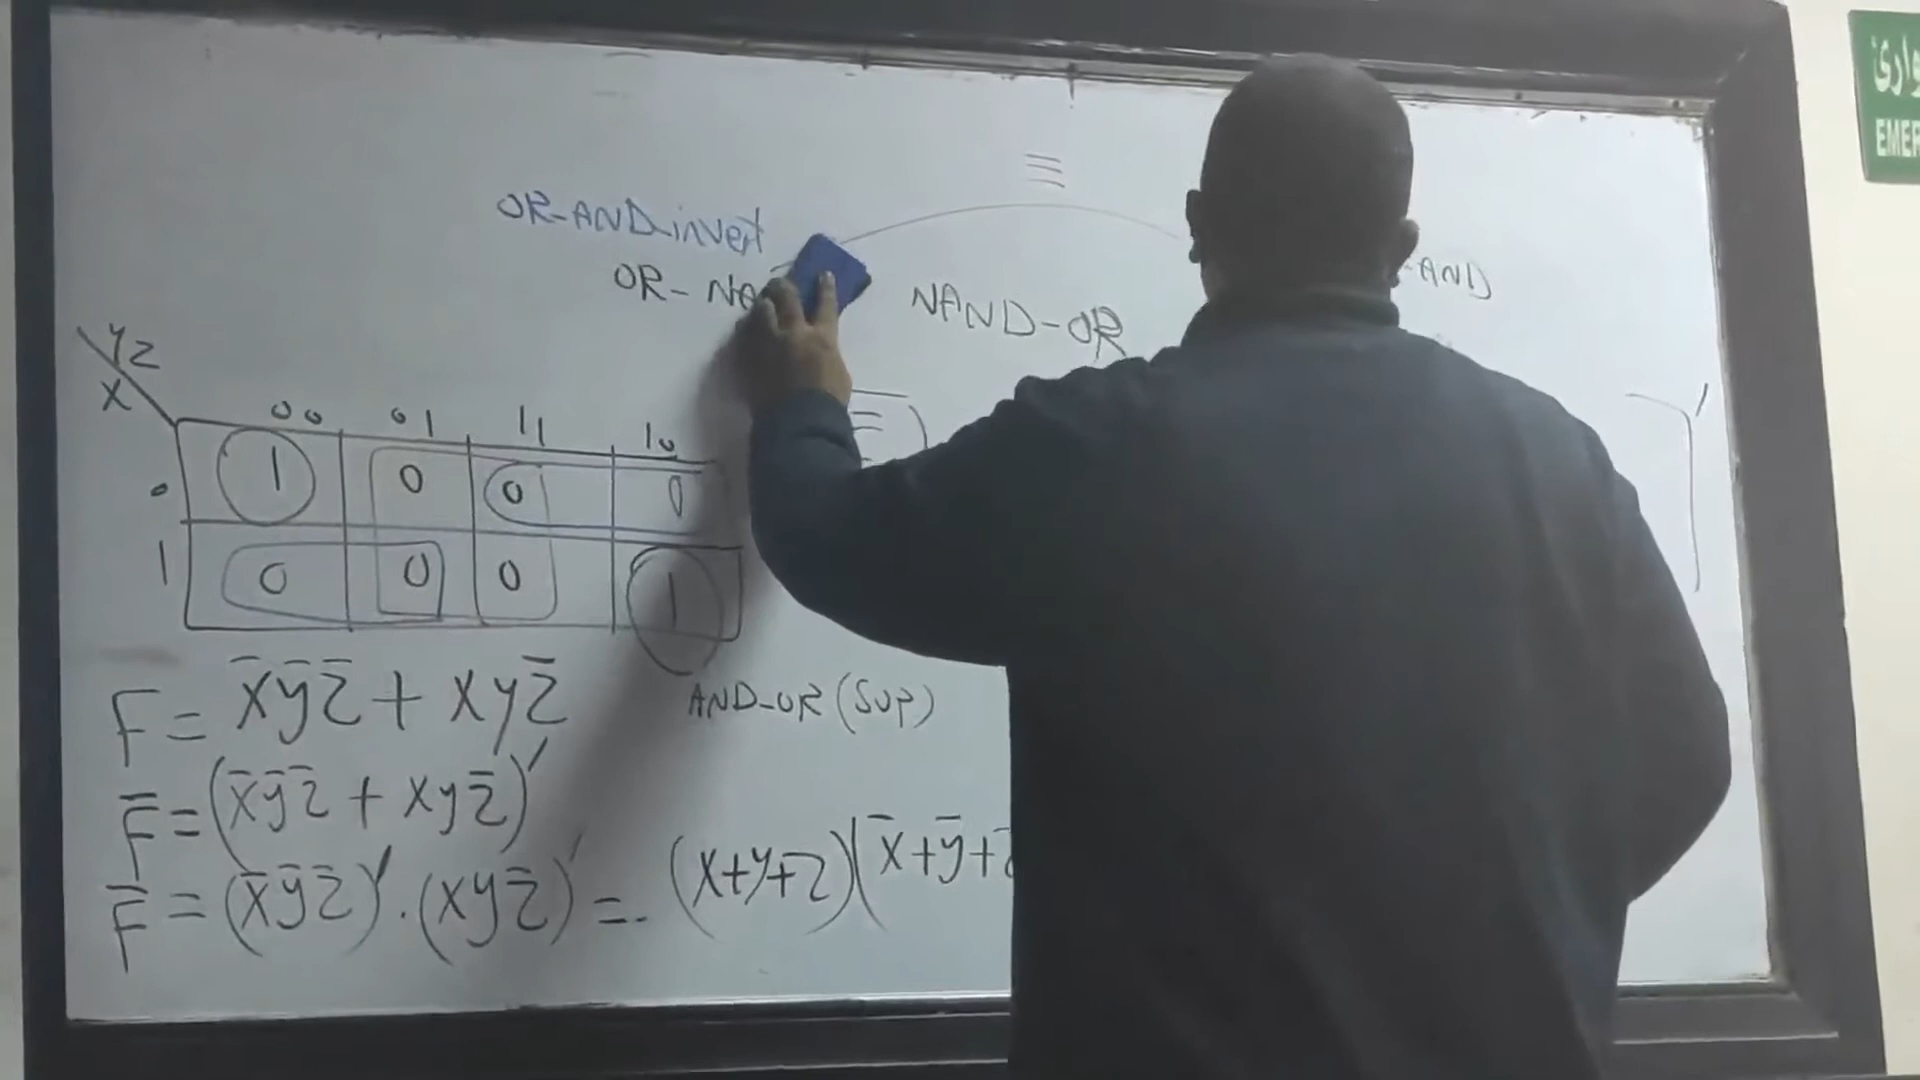 ≡
OR-AND-invert
OR- NA
NAND-OR
-AND
yz
x
00 01 11 10
0 1 0 0 0
1 0 0 0 1
F = x̄ȳz̄ + xyz̄
AND-OR (SOP)
F̄ = (x̄ȳz̄ + xyz̄)'
F̄ = (x̄ȳz̄)' . (xyz̄)' = . (x+y+z)(x̄+ȳ+
EMER